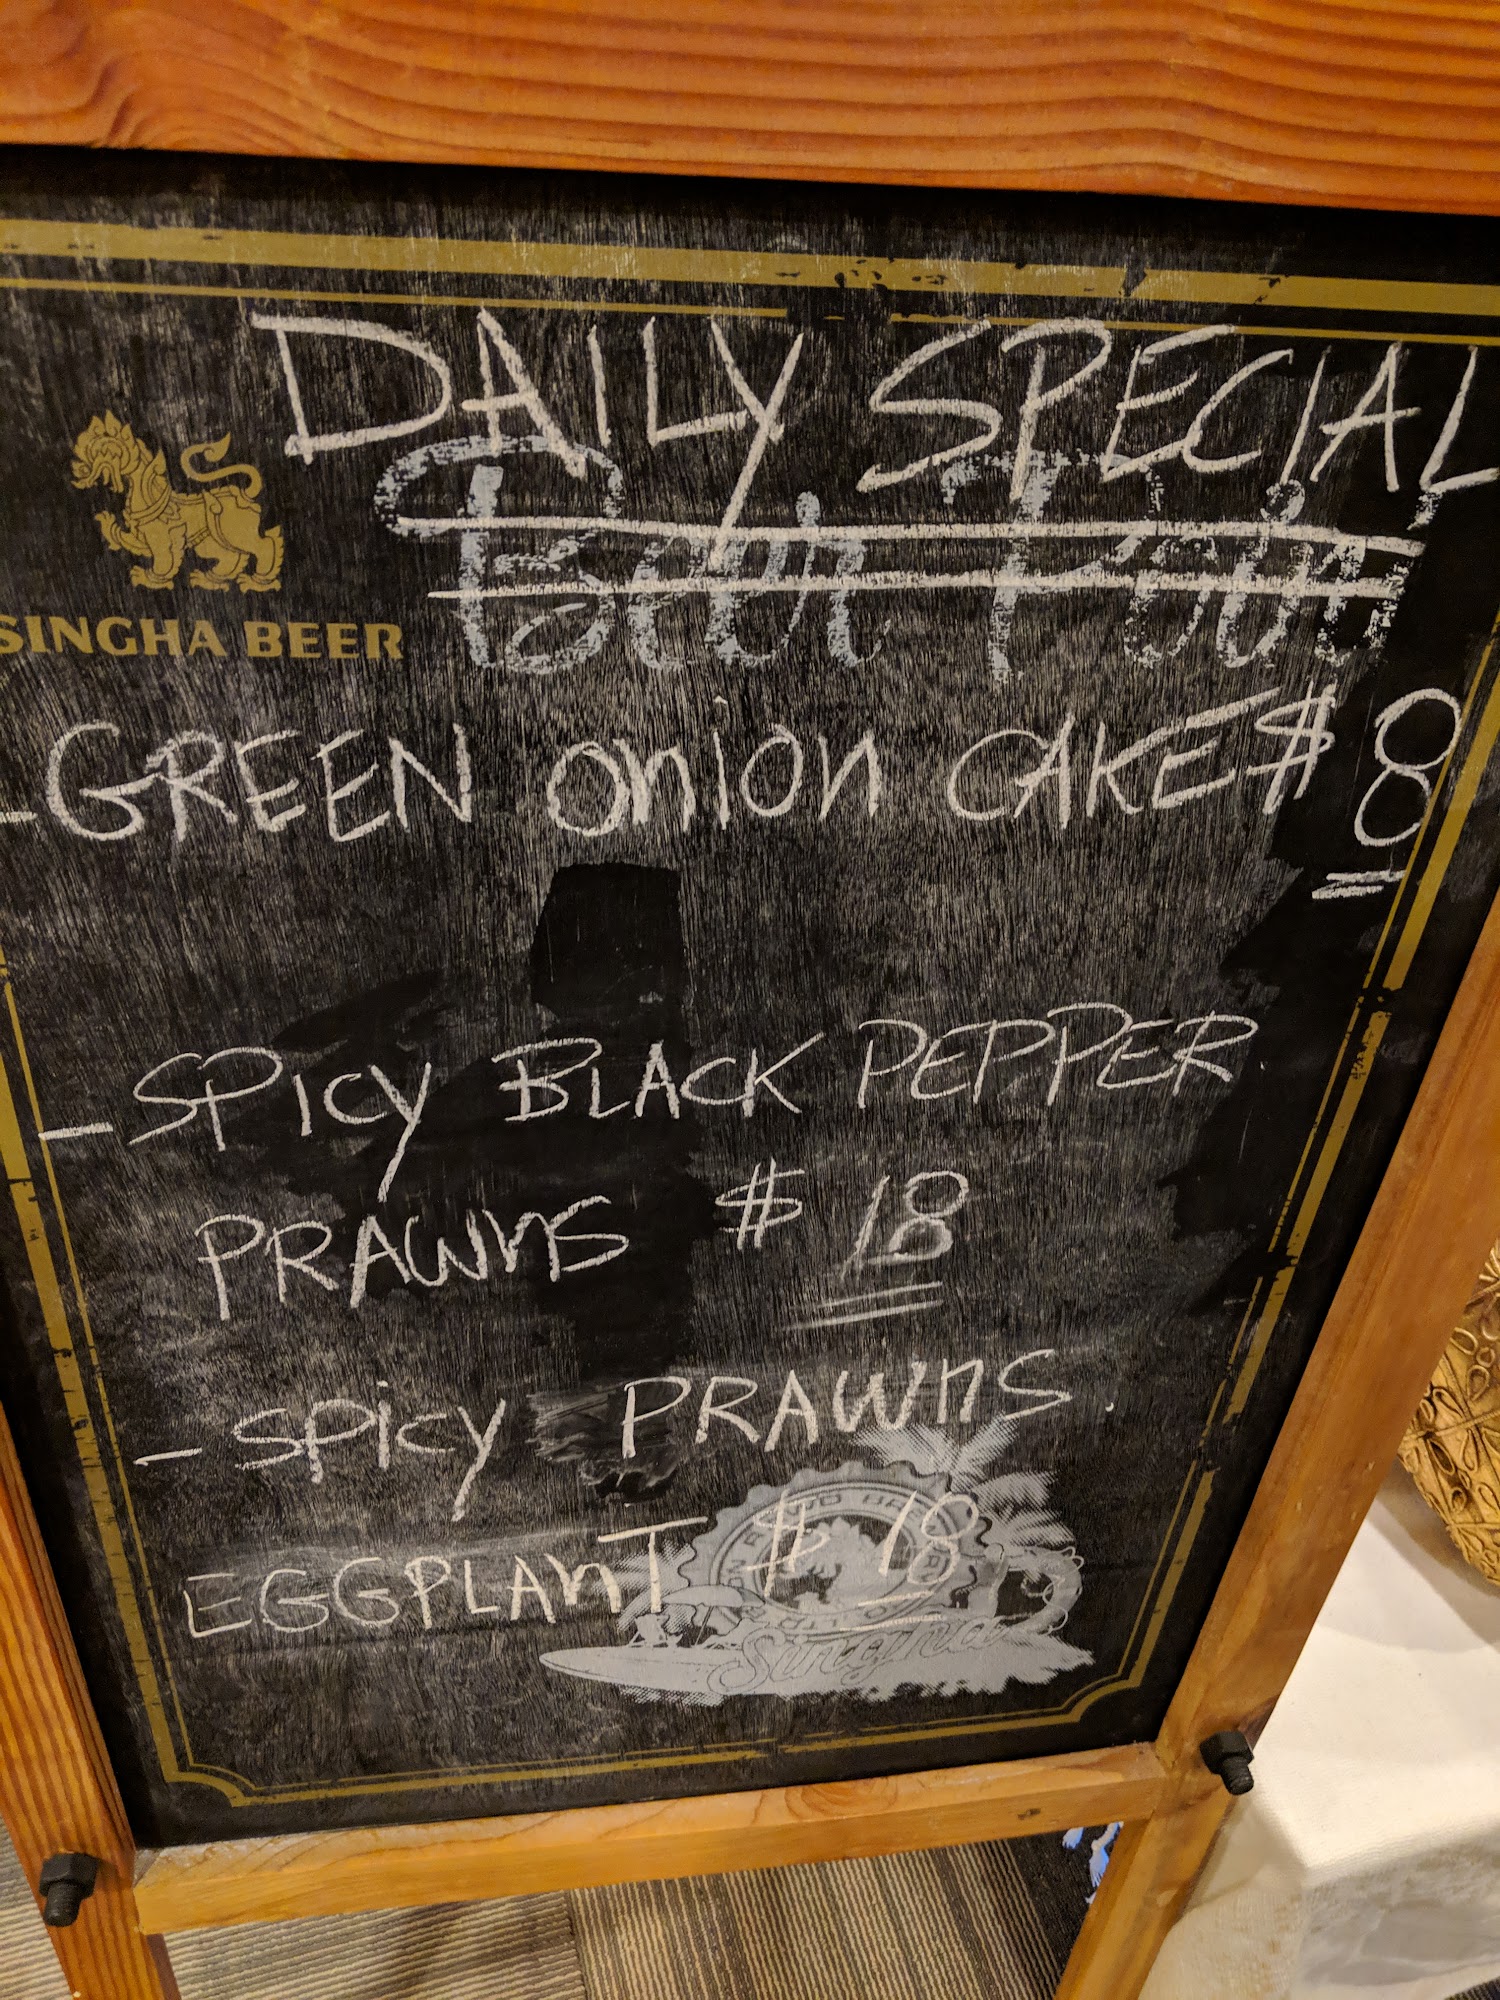 DAILY SPECIAL
SINGHA BEER
- GREEN ONION CAKE $8
- SPICY BLACK PEPPER
PRAWNS $ 18
- SPICY PRAWNS
EGGPLANT $ 18
Singha